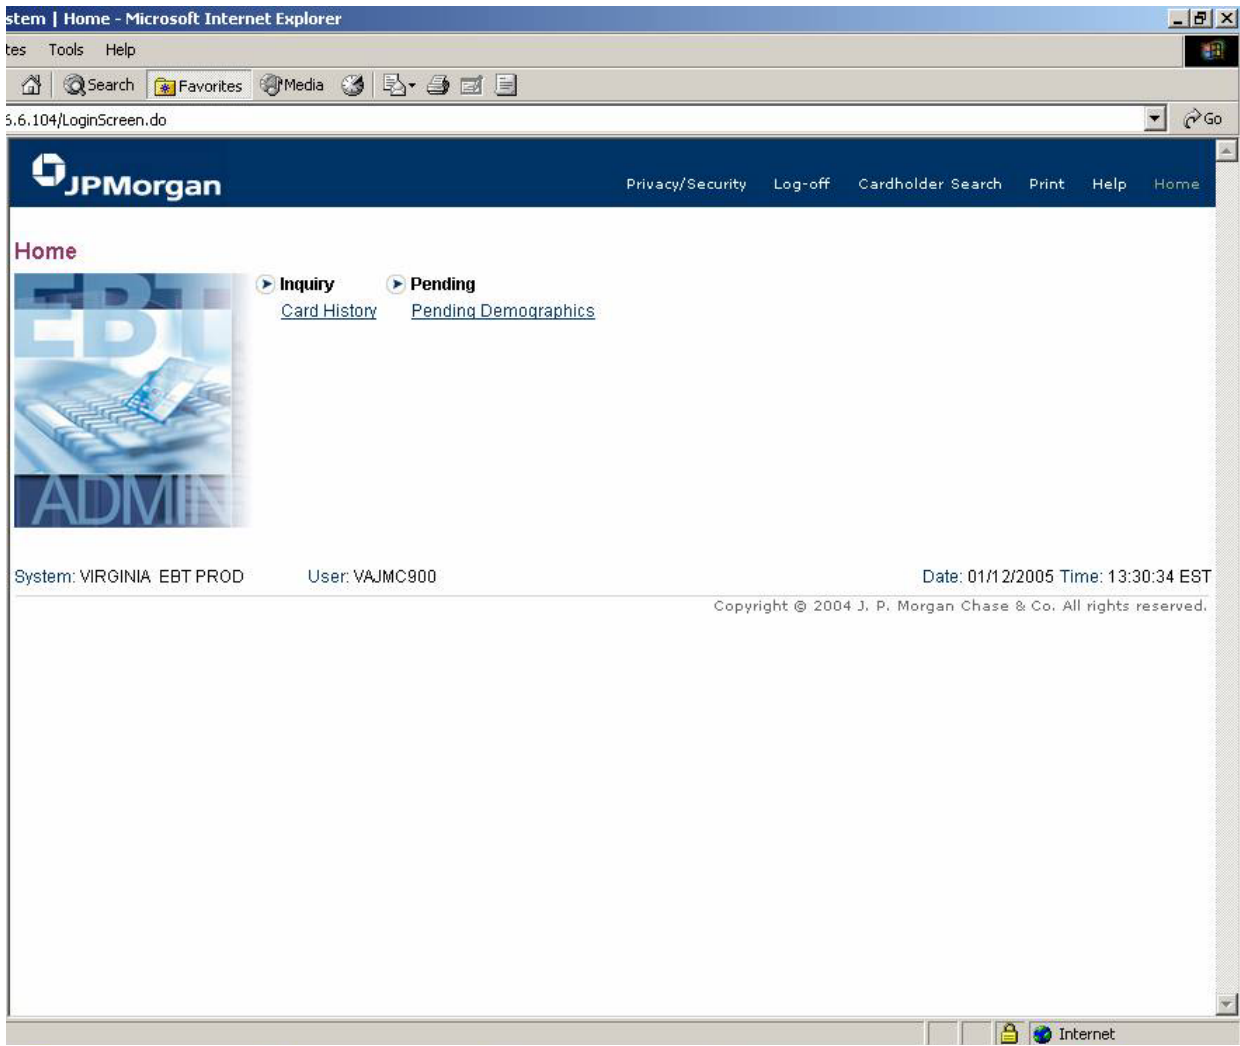 stem | Home - Microsoft Internet Explorer
tes Tools Help
Search Favorites Media
6.6.104/LoginScreen.do Go
JPMorgan
Privacy/Security Log-off Cardholder Search Print Help Home
Home
Inquiry Pending
Card History Pending Demographics
EBT
ADMIN
System: VIRGINIA EBT PROD User: VAJMC900 Date: 01/12/2005 Time: 13:30:34 EST
Copyright © 2004 J. P. Morgan Chase & Co. All rights reserved.
Internet